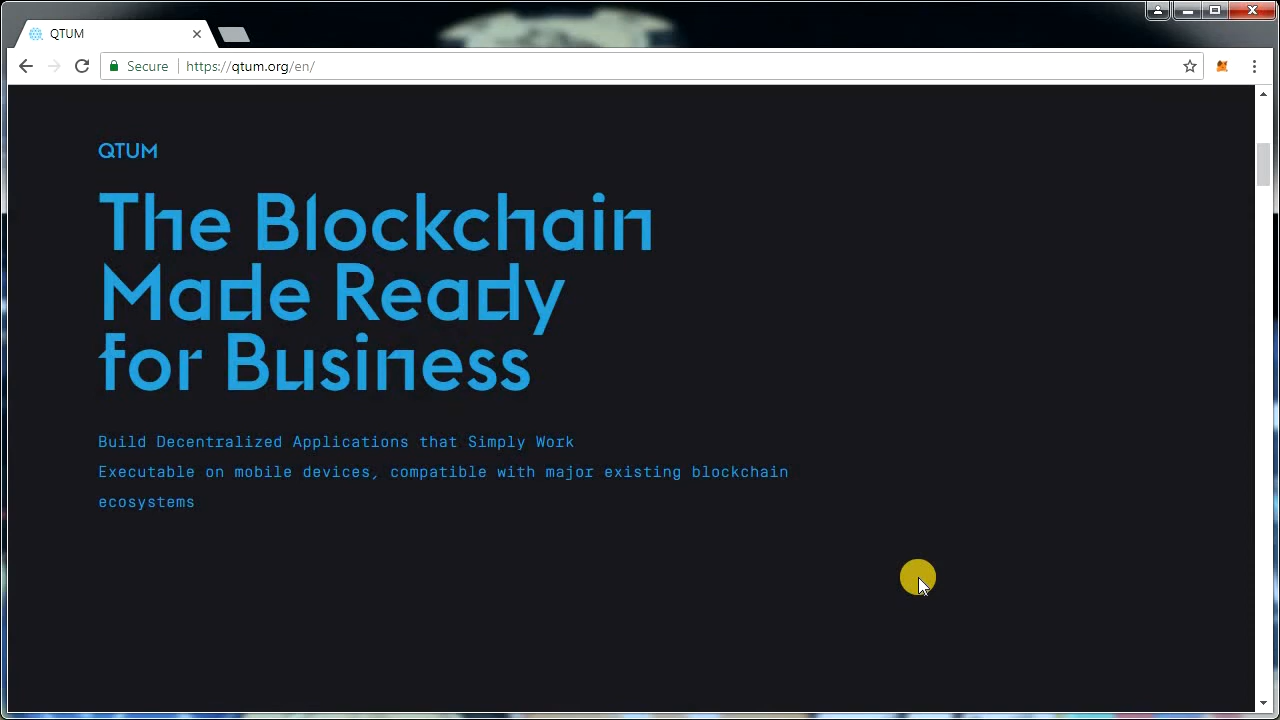 QTUM
Secure
https://qtum.org/en/
QTUM
The Blockchain
Made Ready
for Business
Build Decentralized Applications that Simply Work
Executable on mobile devices, compatible with major existing blockchain
ecosystems